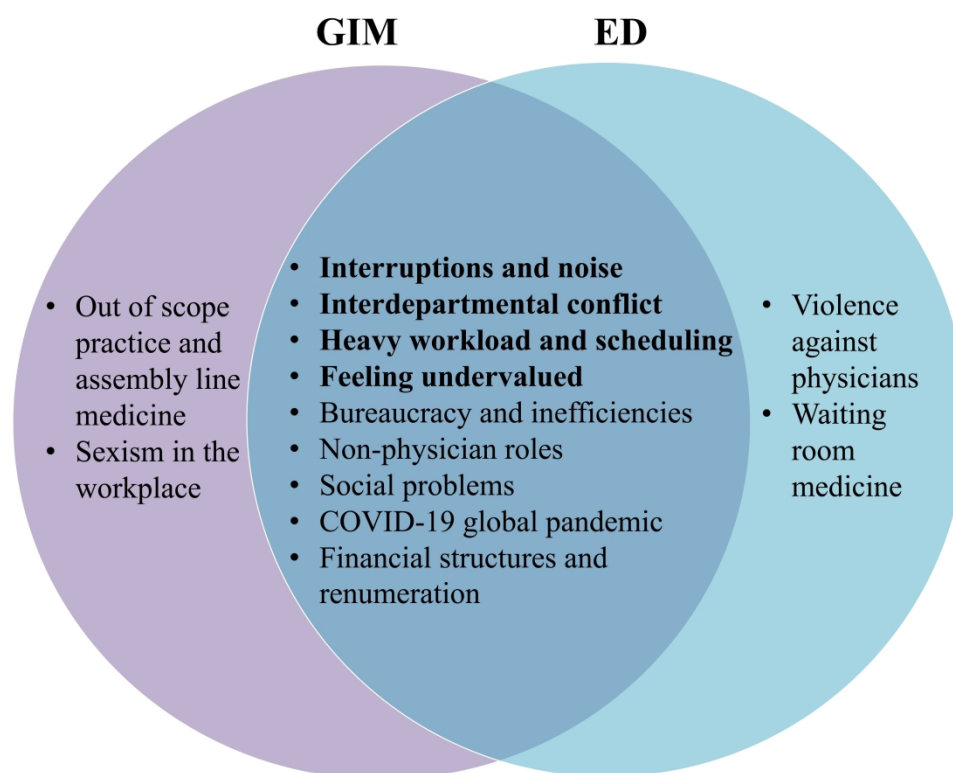 GIM
ED
• Out of scope
practice and
assembly line
medicine
• Sexism in the
workplace
• Interruptions and noise
• Interdepartmental conflict
• Heavy workload and scheduling
• Feeling undervalued
• Bureaucracy and inefficiencies
• Non-physician roles
• Social problems
• COVID-19 global pandemic
• Financial structures and
renumeration
• Violence
against
physicians
• Waiting
room
medicine